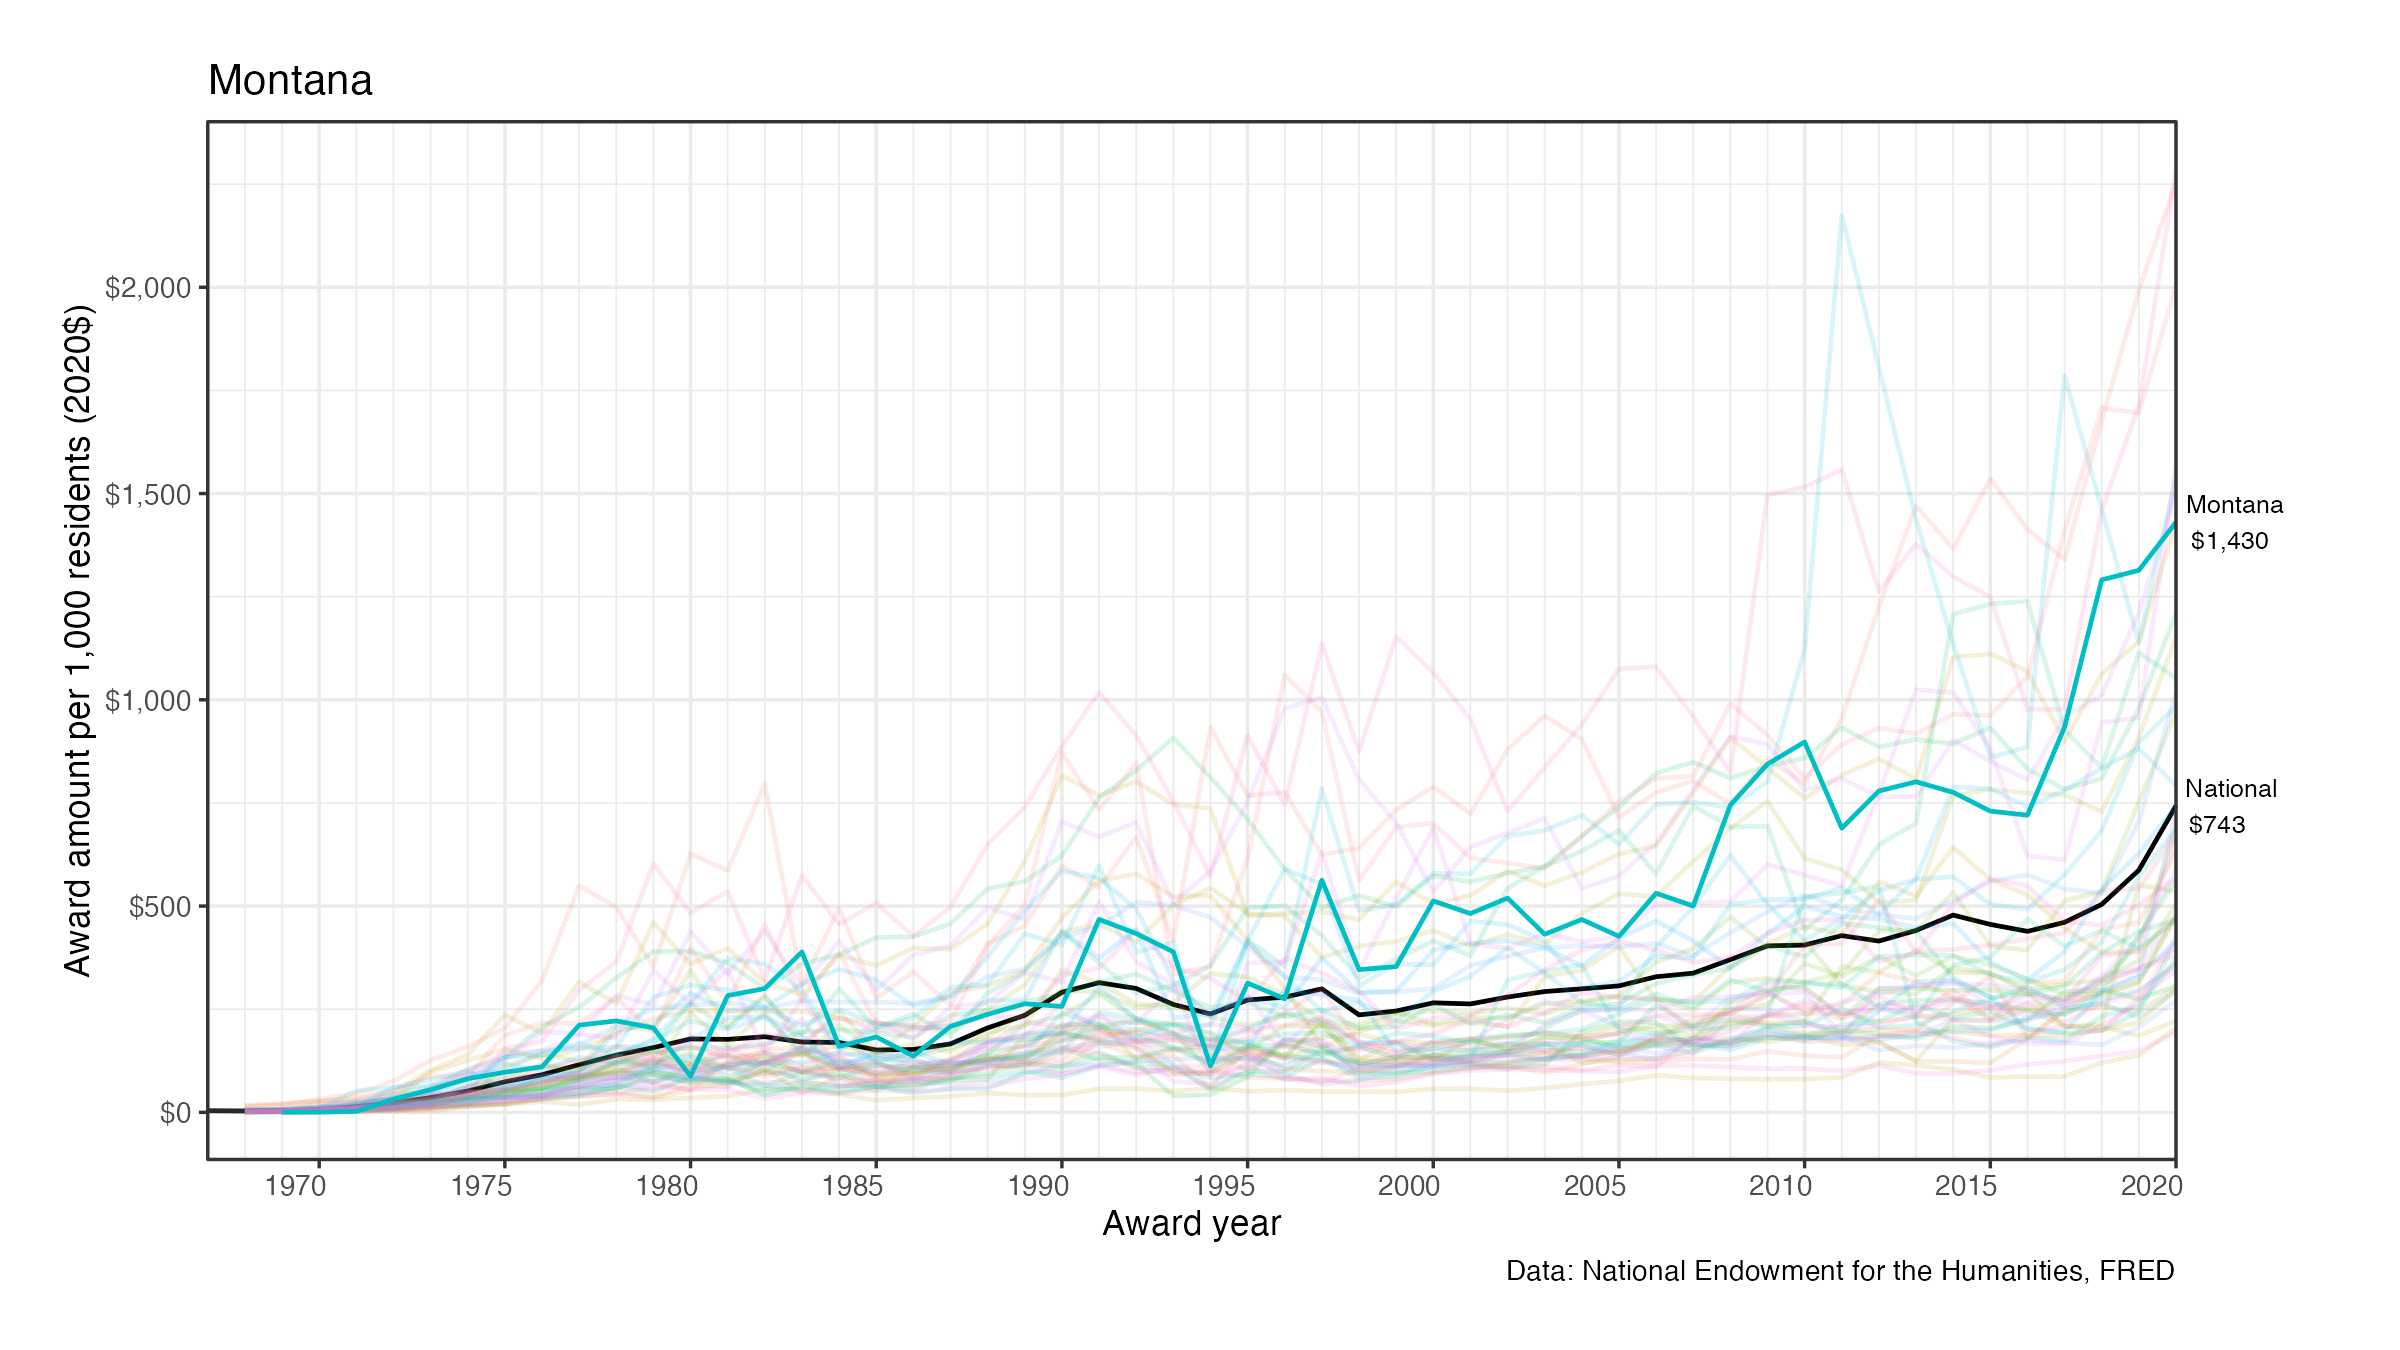 Montana
Award amount per 1,000 residents (2020$)
$2,000
$1,500
$1,000
$500
$0
Montana
$1,430
National
$743
1970 1975 1980 1985 1990 1995 2000 2005 2010 2015 2020
Award year
Data: National Endowment for the Humanities, FRED